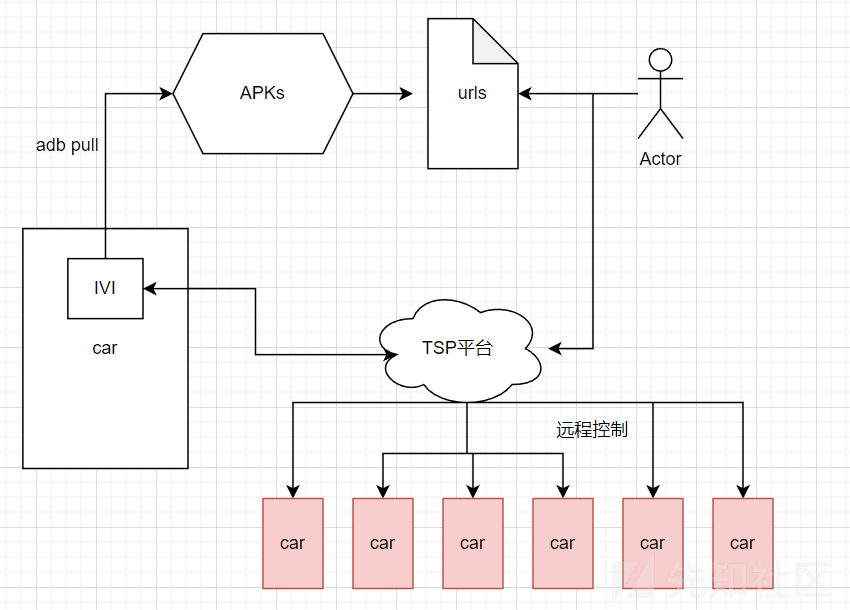 APKs
urls
adb pull
Actor
IVI
car
TSP平台
远程控制
car
car
car
car
car
car
先知社区